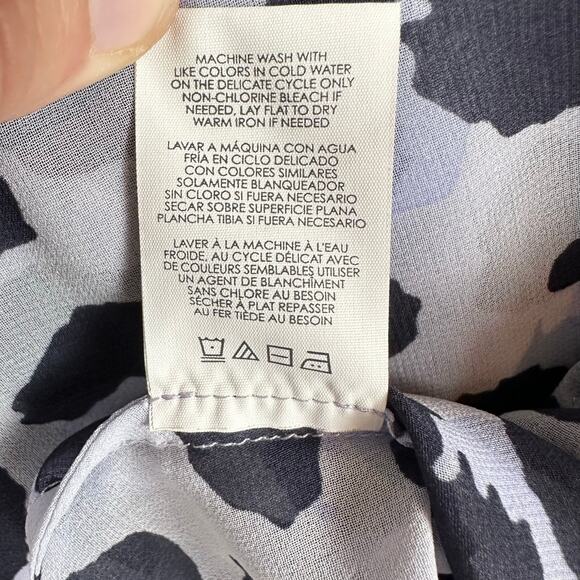 MACHINE WASH WITH
LIKE COLORS IN COLD WATER
ON THE DELICATE CYCLE ONLY
NON-CHLORINE BLEACH IF
NEEDED, LAY FLAT TO DRY
WARM IRON IF NEEDED
LAVAR A MÁQUINA CON AGUA
FRÍA EN CICLO DELICADO
CON COLORES SIMILARES
SOLAMENTE BLANQUEADOR
SIN CLORO SI FUERA NECESARIO
SECAR SOBRE SUPERFICIE PLANA
PLANCHA TIBIA SI FUERA NECESARIO
LAVER À LA MACHINE À L'EAU
FROIDE, AU CYCLE DÉLICAT AVEC
DE COULEURS SEMBLABLES UTILISER
UN AGENT DE BLANCHÎMENT
SANS CHLORE AU BESOIN
SÉCHER À PLAT REPASSER
AU FER TIÈDE AU BESOIN